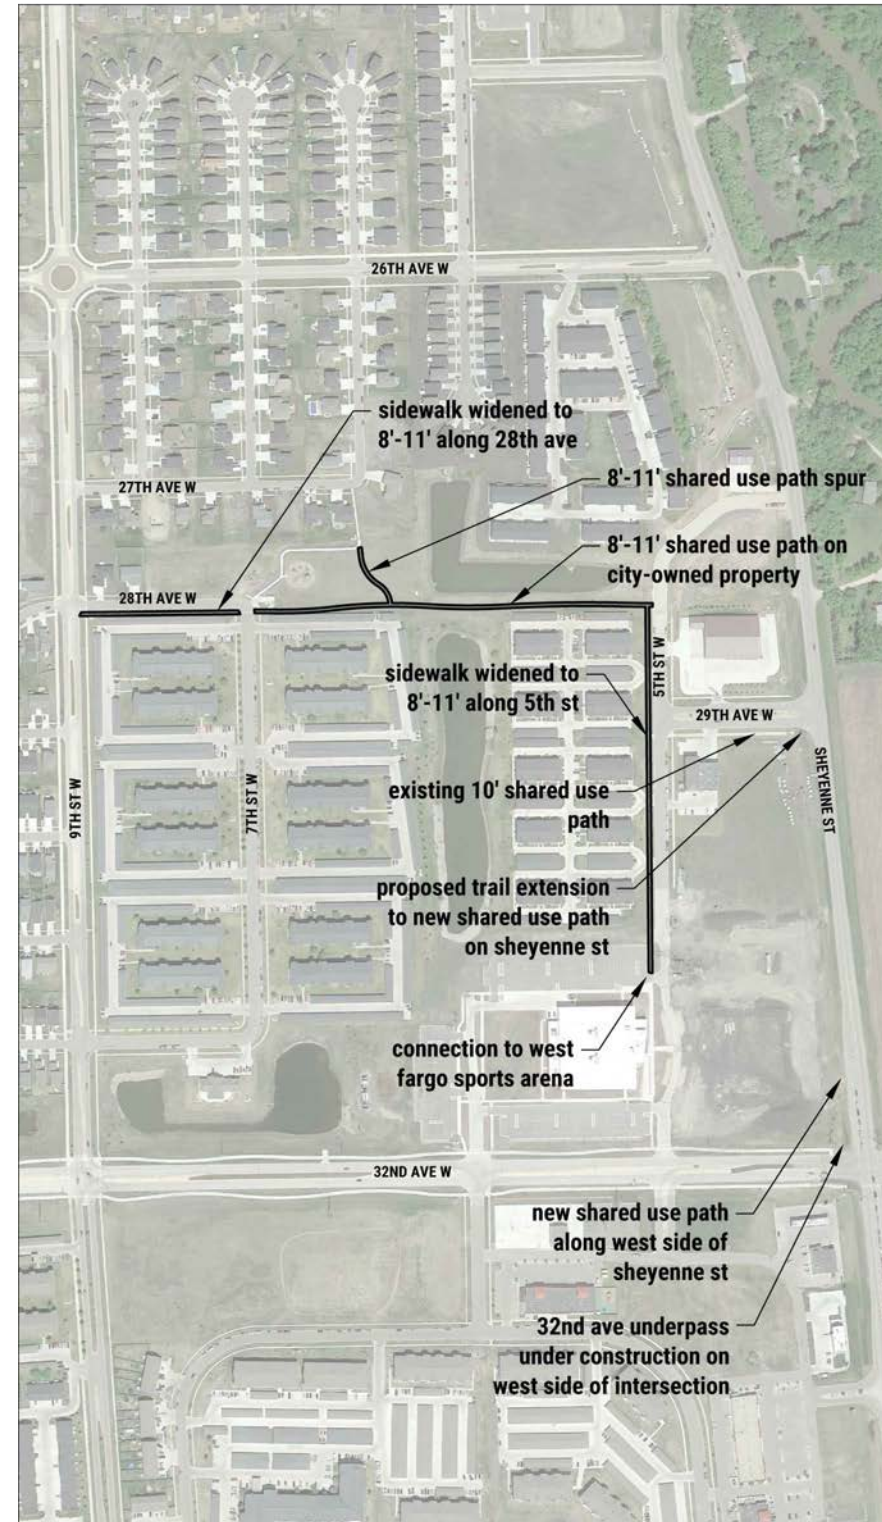 26TH AVE W
sidewalk widened to
8'-11' along 28th ave
27TH AVE W
8'-11' shared use path spur
8'-11' shared use path on
city-owned property
28TH AVE W
5TH ST W
sidewalk widened to
8'-11' along 5th st
29TH AVE W
9TH ST W
7TH ST W
SHEYENNE ST
existing 10' shared use
path
proposed trail extension
to new shared use path
on sheyenne st
connection to west
fargo sports arena
32ND AVE W
new shared use path
along west side of
sheyenne st
32nd ave underpass
under construction on
west side of intersection